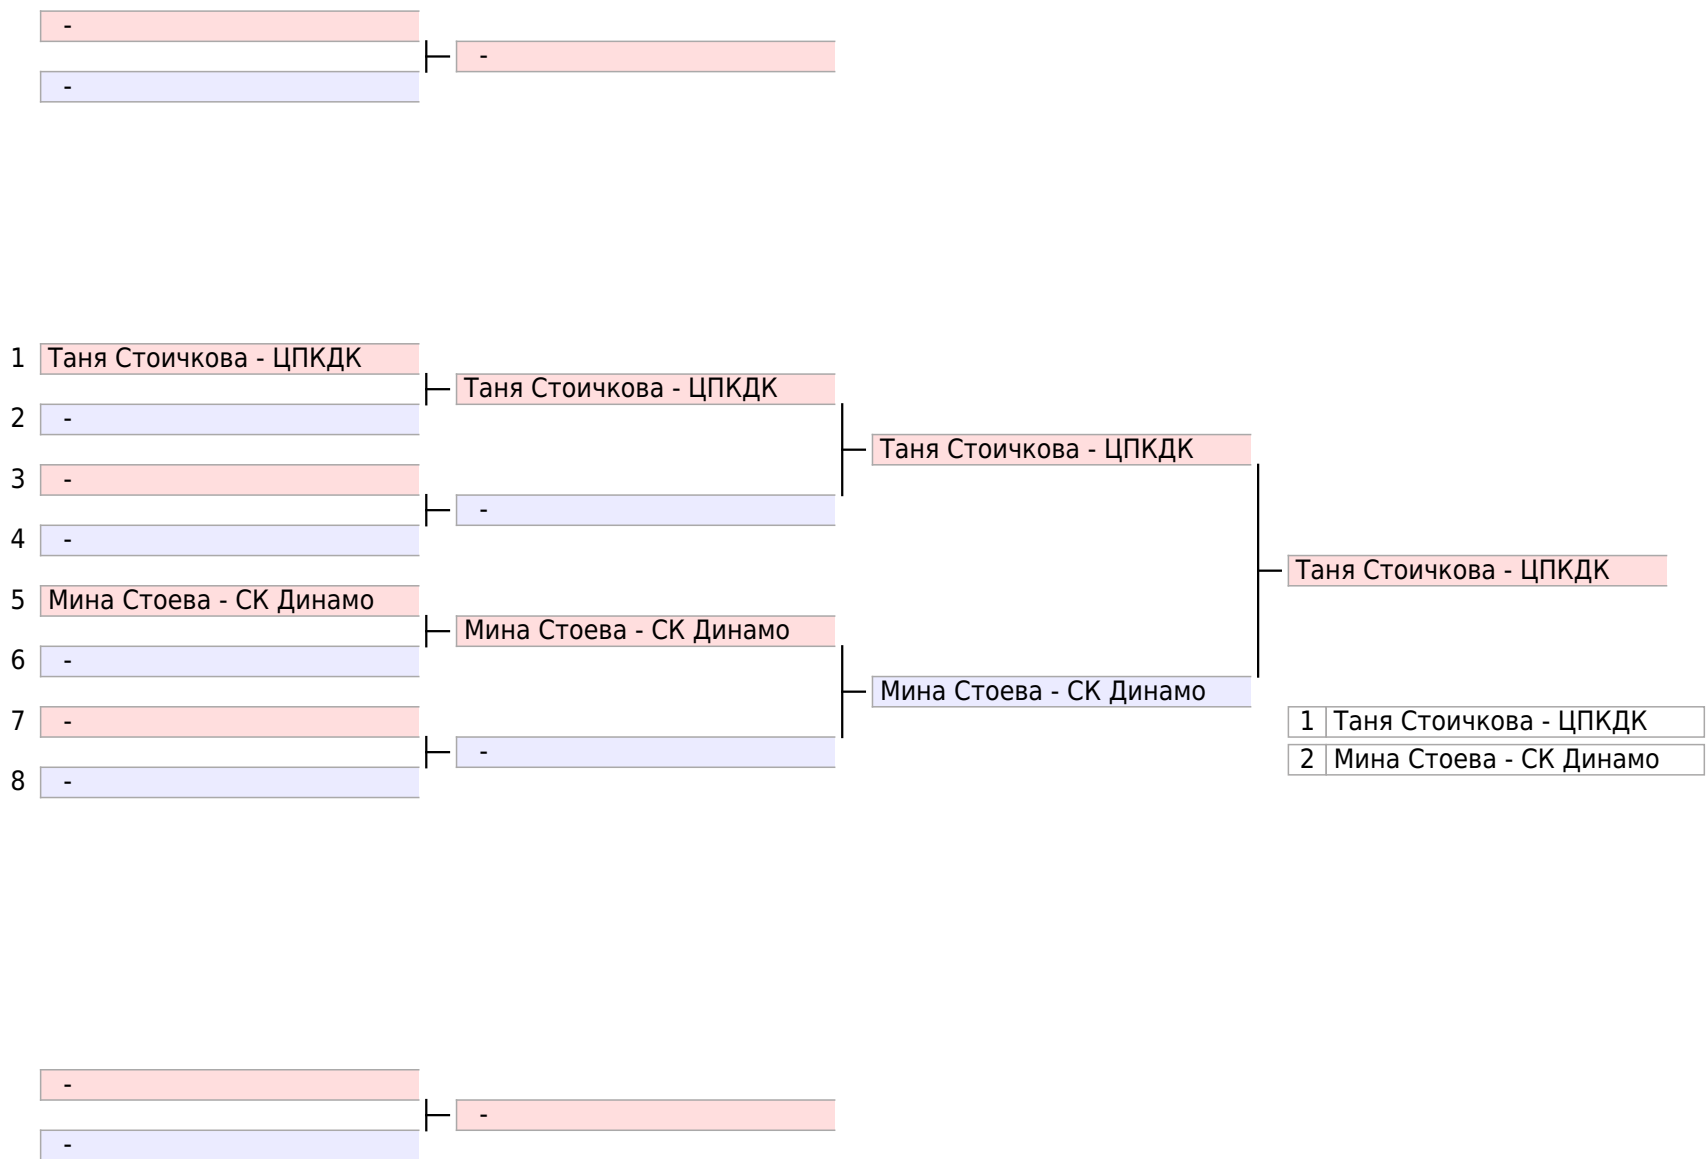 -
-
-
1 Таня Стоичкова - ЦПКДК
Таня Стоичкова - ЦПКДК
2 -
Таня Стоичкова - ЦПКДК
3 -
-
4 -
Таня Стоичкова - ЦПКДК
5 Мина Стоева - СК Динамо
Мина Стоева - СК Динамо
6 -
Мина Стоева - СК Динамо
7 -
1 Таня Стоичкова - ЦПКДК
-
2 Мина Стоева - СК Динамо
8 -
-
-
-